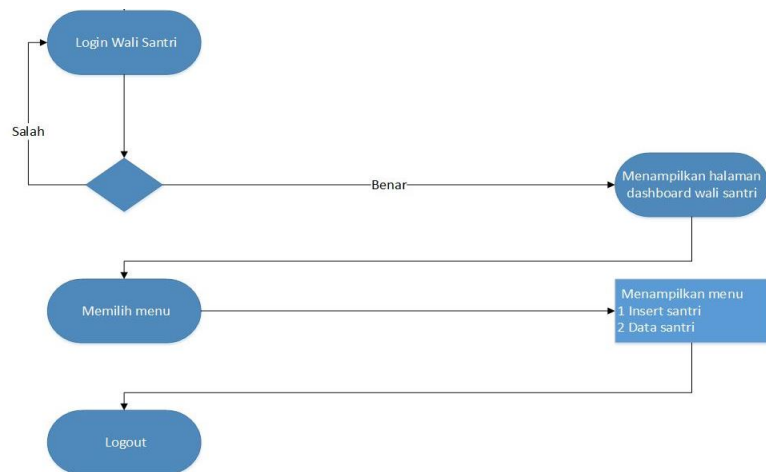 Login Wali Santri
Salah
Benar
Menampilkan halaman
dashboard wali santri
Memilih menu
Menampilkan menu
1 Insert santri
2 Data santri
Logout